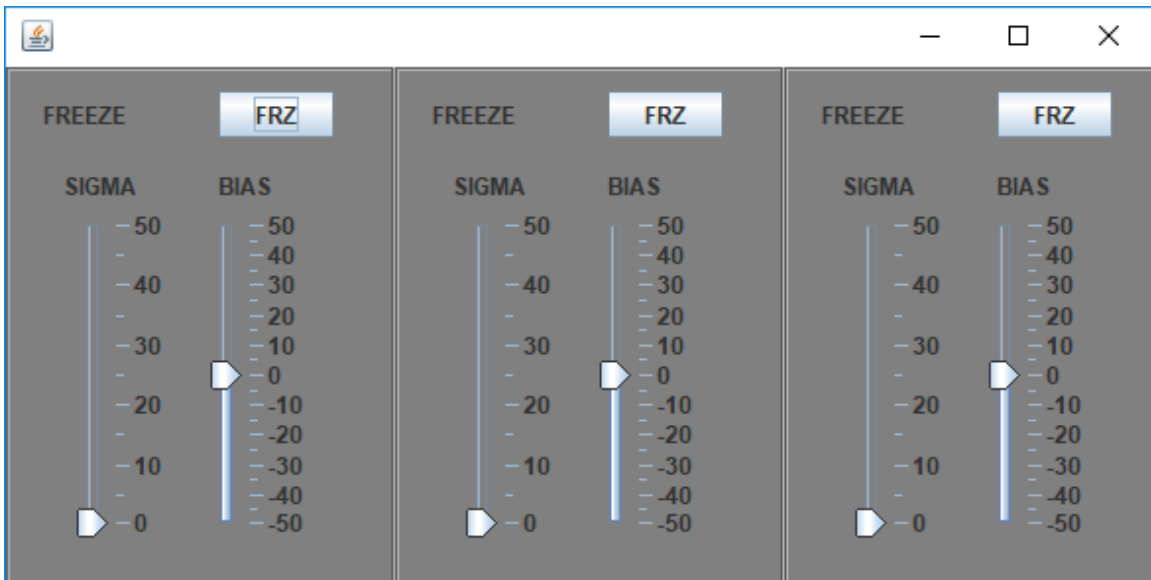 FREEZE FRZ FREEZE FRZ FREEZE FRZ
SIGMA BIAS SIGMA BIAS SIGMA BIAS
50 50 50 50 50 50
40 40 40
40 30 40 30 40 30
20 20 20
30 10 30 10 30 10
0 0 0
20 -10 20 -10 20 -10
-20 -20 -20
10 -30 10 -30 10 -30
-40 -40 -40
0 -50 0 -50 0 -50